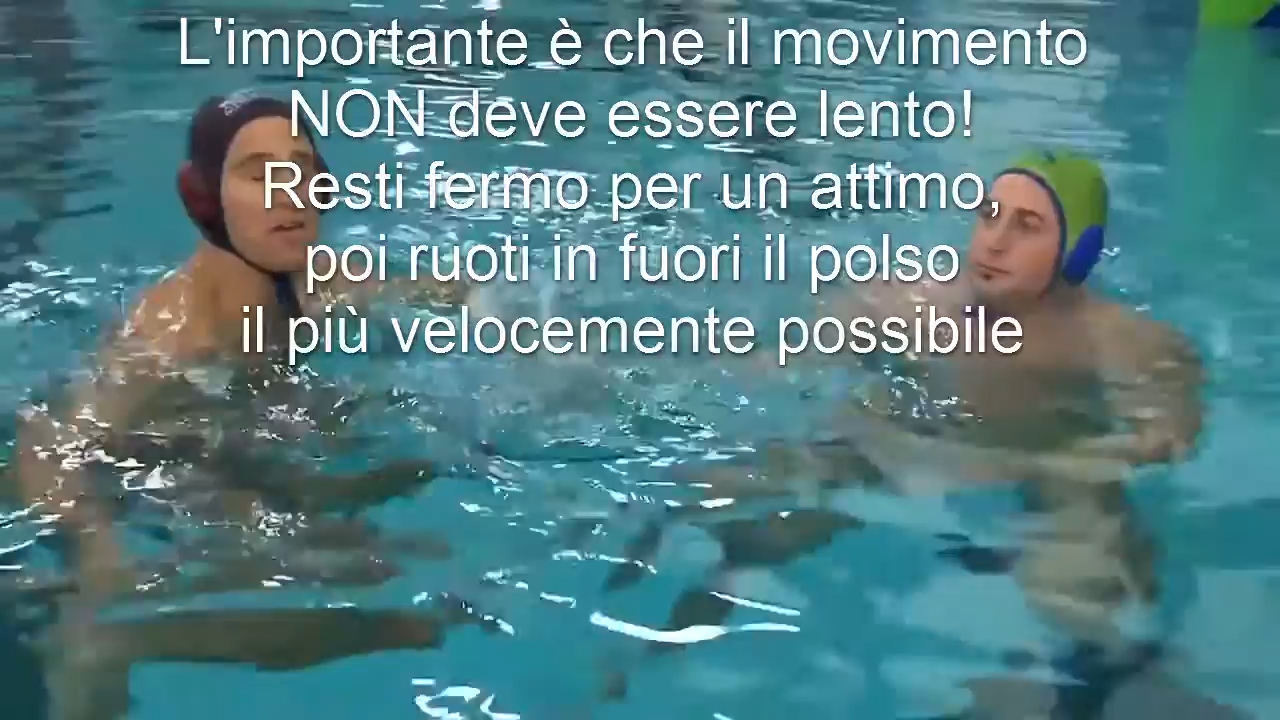 L'importante è che il movimento
NON deve essere lento!
Resti fermo per un attimo,
poi ruoti in fuori il polso
il più velocemente possibile